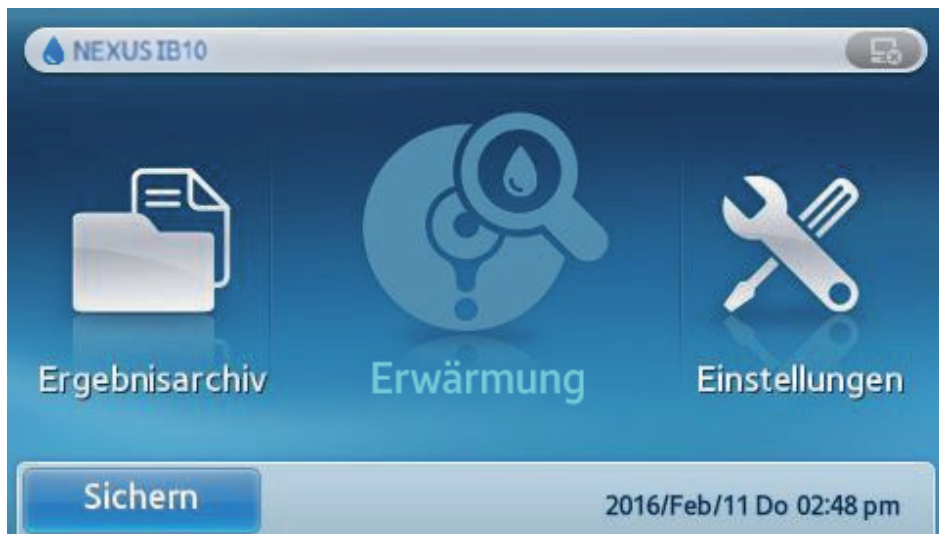 NEXUS IB10
Ergebnisarchiv
Erwärmung
Einstellungen
Sichern
2016/Feb/11 Do 02:48 pm